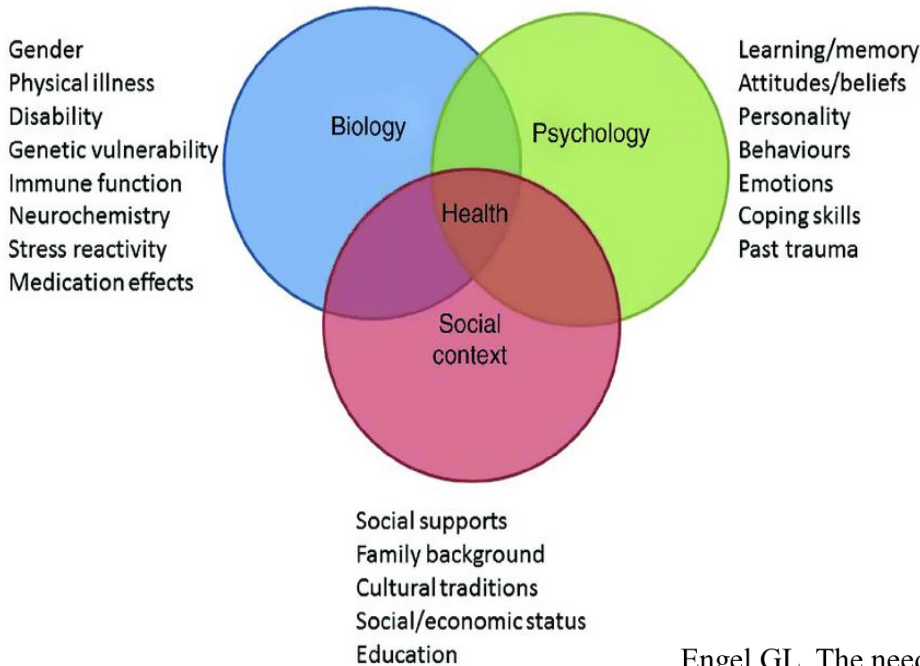 Gender
Physical illness
Disability
Genetic vulnerability
Immune function
Neurochemistry
Stress reactivity
Medication effects
Biology
Psychology
Health
Social
context
Learning/memory
Attitudes/beliefs
Personality
Behaviours
Emotions
Coping skills
Past trauma
Social supports
Family background
Cultural traditions
Social/economic status
Education
Engel GL. The need